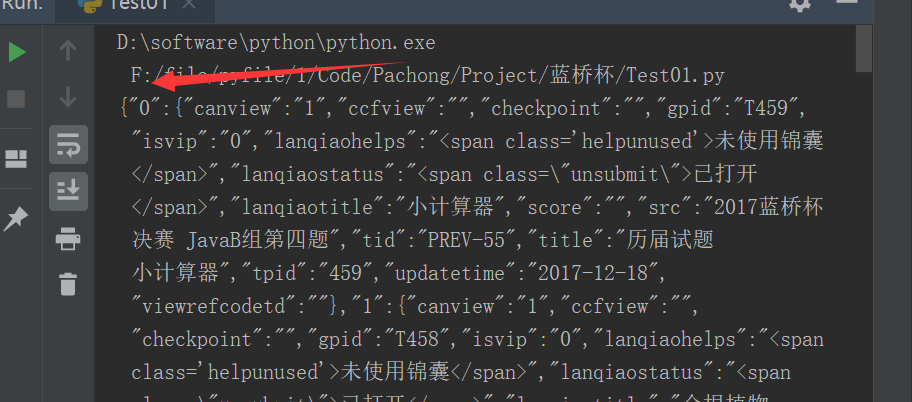 Run:
Test01
D:\software\python\python.exe
F:/file/pyfile/1/Code/Pachong/Project/蓝桥杯/Test01.py
{"0":{"canview":"1","ccfview":"","checkpoint":"","gpid":"T459",
"isvip":"0","lanqiaohelps":"<span class='helpunused'>未使用锦囊
</span>","lanqiaostatus":"<span class=\"unsubmit\">已打开
</span>","lanqiaotitle":"小计算器","score":"","src":"2017蓝桥杯
决赛 JavaB组第四题","tid":"PREV-55","title":"历届试题
小计算器","tpid":"459","updatetime":"2017-12-18",
"viewrefcodetd":""},"1":{"canview":"1","ccfview":"",
"checkpoint":"","gpid":"T458","isvip":"0","lanqiaohelps":"<span
class='helpunused'>未使用锦囊</span>","lanqiaostatus":"<span